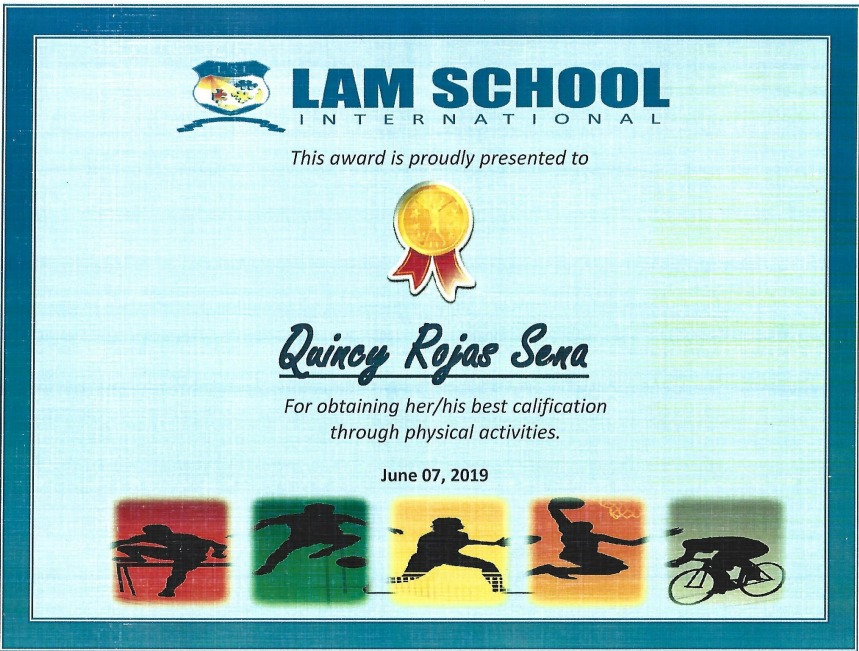 L.S.I.
LAM SCHOOL
INTERNATIONAL
This award is proudly presented to
Quincy Rojas Sena
For obtaining her/his best calification
through physical activities.
June 07, 2019